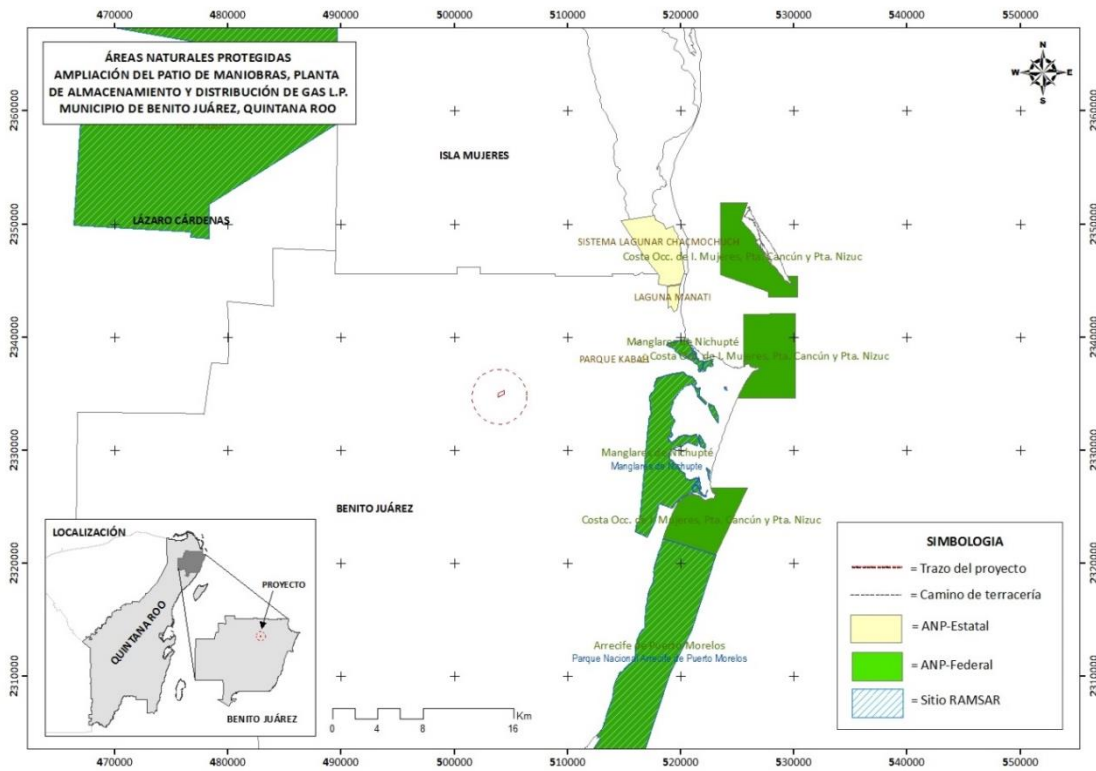 470000 480000 490000 500000 510000 520000 530000 540000 550000
ÁREAS NATURALES PROTEGIDAS
AMPLIACIÓN DEL PATIO DE MANIOBRAS, PLANTA
DE ALMACENAMIENTO Y DISTRIBUCIÓN DE GAS L.P.
MUNICIPIO DE BENITO JUÁREZ, QUINTANA ROO
N
W E
S
2360000 2360000
ISLA MUJERES
LÁZARO CÁRDENAS
2350000 2350000
SISTEMA LAGUNAR CHACMOCHUCH
Costa Occ. de I. Mujeres, Pta. Cancún y Pta. Nizuc
LAGUNA MANATI
2340000 2340000
Manglares de Nichupté
PARQUE KABAH
Costa Occ. de I. Mujeres, Pta. Cancún y Pta. Nizuc
2330000 2330000
Manglares de Nichupté
Manglares de Nichupte
BENITO JUÁREZ
Costa Occ. de I. Mujeres, Pta. Cancún y Pta. Nizuc
2320000 2320000
Arrecife de Puerto Morelos
Parque Nacional Arrecife de Puerto Morelos
2310000 2310000
LOCALIZACIÓN
PROYECTO
QUINTANA ROO
BENITO JUÁREZ
Km
0 4 8 16
SIMBOLOGIA
= Trazo del proyecto
= Camino de terracería
= ANP-Estatal
= ANP-Federal
= Sitio RAMSAR
470000 480000 490000 500000 510000 520000 530000 540000 550000